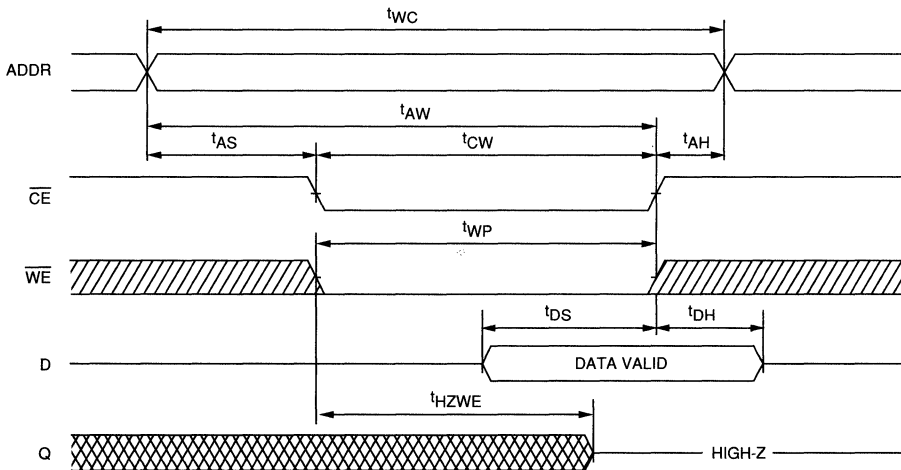 tWC
ADDR
tAW
tAS tCW tAH
CE
tWP
WE
tDS tDH
D DATA VALID
tHZWE
Q HIGH-Z